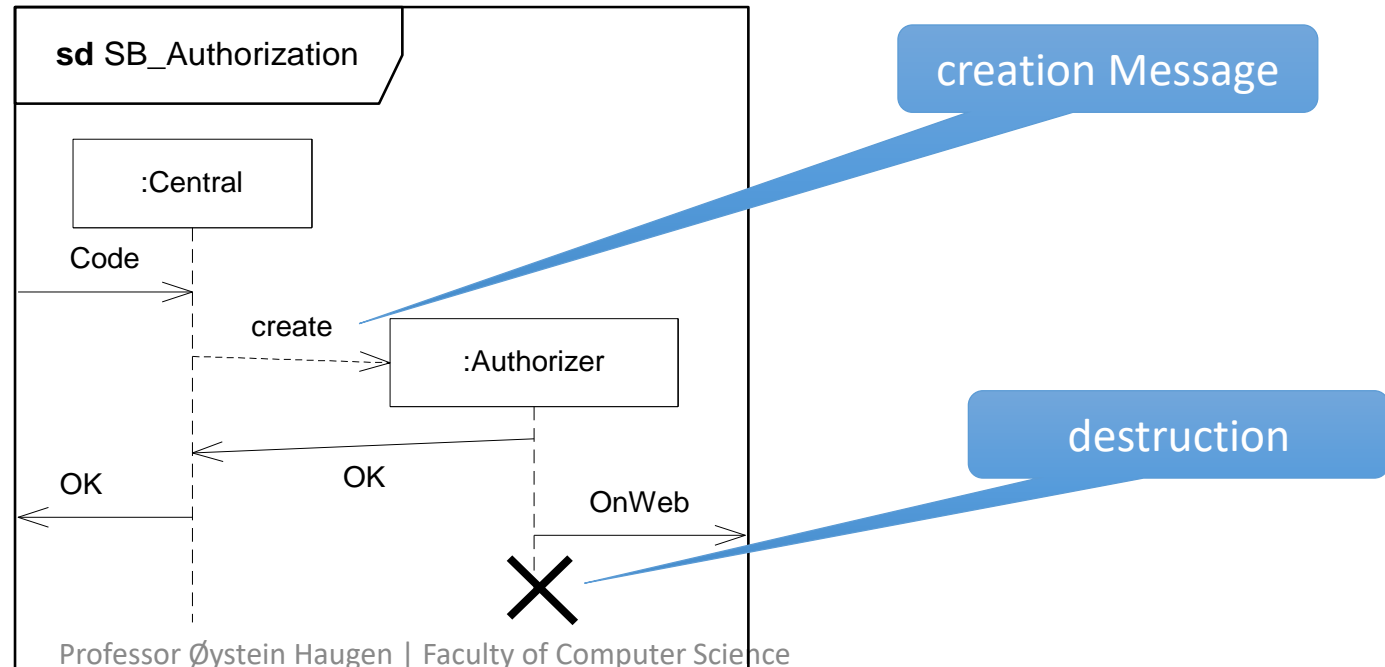 sd SB_Authorization
creation Message
:Central
Code
create
:Authorizer
destruction
OK
OK
OnWeb
Professor Øystein Haugen | Faculty of Computer Science